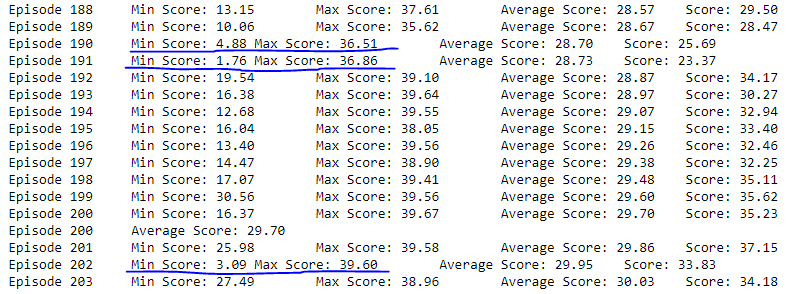 Episode 188 Min Score: 13.15 Max Score: 37.61 Average Score: 28.57 Score: 29.50
Episode 189 Min Score: 10.06 Max Score: 35.62 Average Score: 28.67 Score: 28.47
Episode 190 Min Score: 4.88 Max Score: 36.51 Average Score: 28.70 Score: 25.69
Episode 191 Min Score: 1.76 Max Score: 36.86 Average Score: 28.73 Score: 23.37
Episode 192 Min Score: 19.54 Max Score: 39.10 Average Score: 28.87 Score: 34.17
Episode 193 Min Score: 16.38 Max Score: 39.64 Average Score: 28.97 Score: 30.27
Episode 194 Min Score: 12.68 Max Score: 39.55 Average Score: 29.07 Score: 32.94
Episode 195 Min Score: 16.04 Max Score: 38.05 Average Score: 29.15 Score: 33.40
Episode 196 Min Score: 13.40 Max Score: 39.56 Average Score: 29.26 Score: 32.46
Episode 197 Min Score: 14.47 Max Score: 38.90 Average Score: 29.38 Score: 32.25
Episode 198 Min Score: 17.07 Max Score: 39.41 Average Score: 29.48 Score: 35.11
Episode 199 Min Score: 30.56 Max Score: 39.56 Average Score: 29.60 Score: 35.62
Episode 200 Min Score: 16.37 Max Score: 39.67 Average Score: 29.70 Score: 35.23
Episode 200 Average Score: 29.70
Episode 201 Min Score: 25.98 Max Score: 39.58 Average Score: 29.86 Score: 37.15
Episode 202 Min Score: 3.09 Max Score: 39.60 Average Score: 29.95 Score: 33.83
Episode 203 Min Score: 27.49 Max Score: 38.96 Average Score: 30.03 Score: 34.18